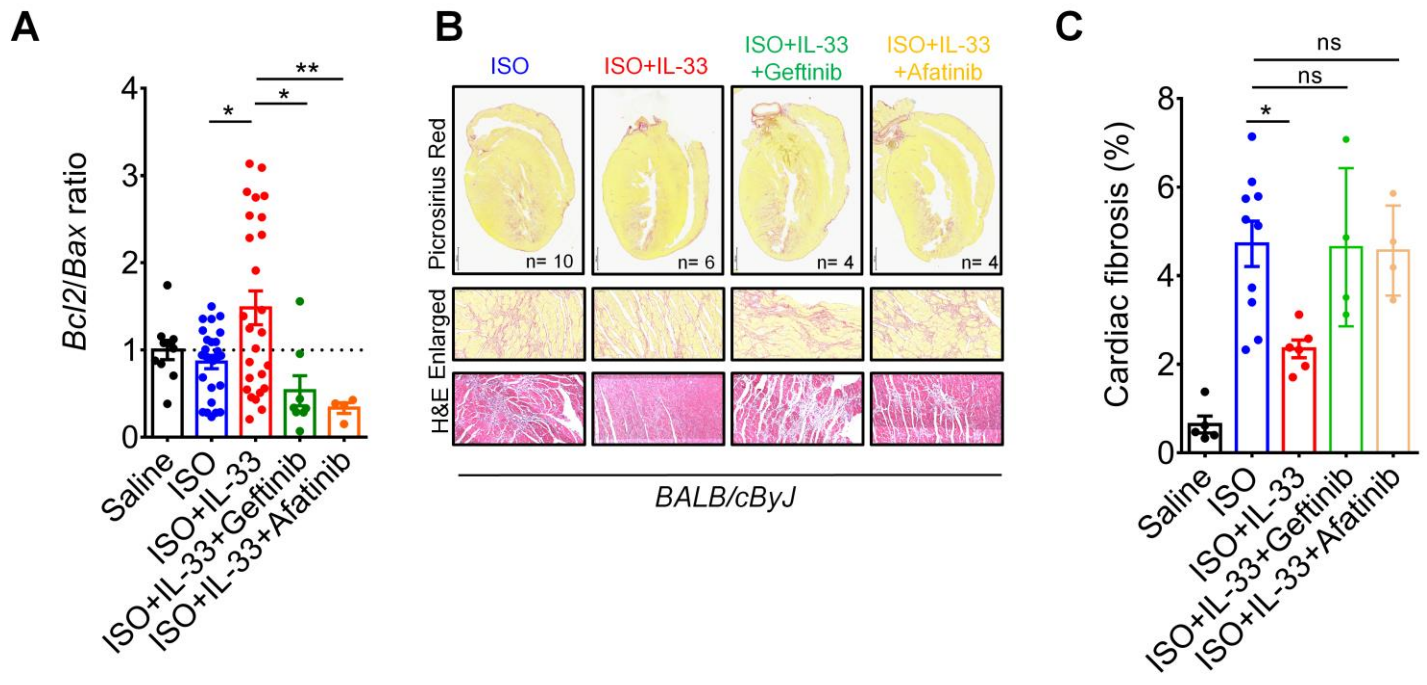 A
Bcl2/Bax ratio
4
3
2
1
0
*
*
**
Saline
ISO
ISO+IL-33
ISO+IL-33+Geftinib
ISO+IL-33+Afatinib
B
ISO
ISO+IL-33
ISO+IL-33
+Geftinib
ISO+IL-33
+Afatinib
Picrosirius Red
n= 10
n= 6
n= 4
n= 4
Enlarged
H&E
BALB/cByJ
C
Cardiac fibrosis (%)
8
6
4
2
0
ns
ns
*
Saline
ISO
ISO+IL-33
ISO+IL-33+Geftinib
ISO+IL-33+Afatinib